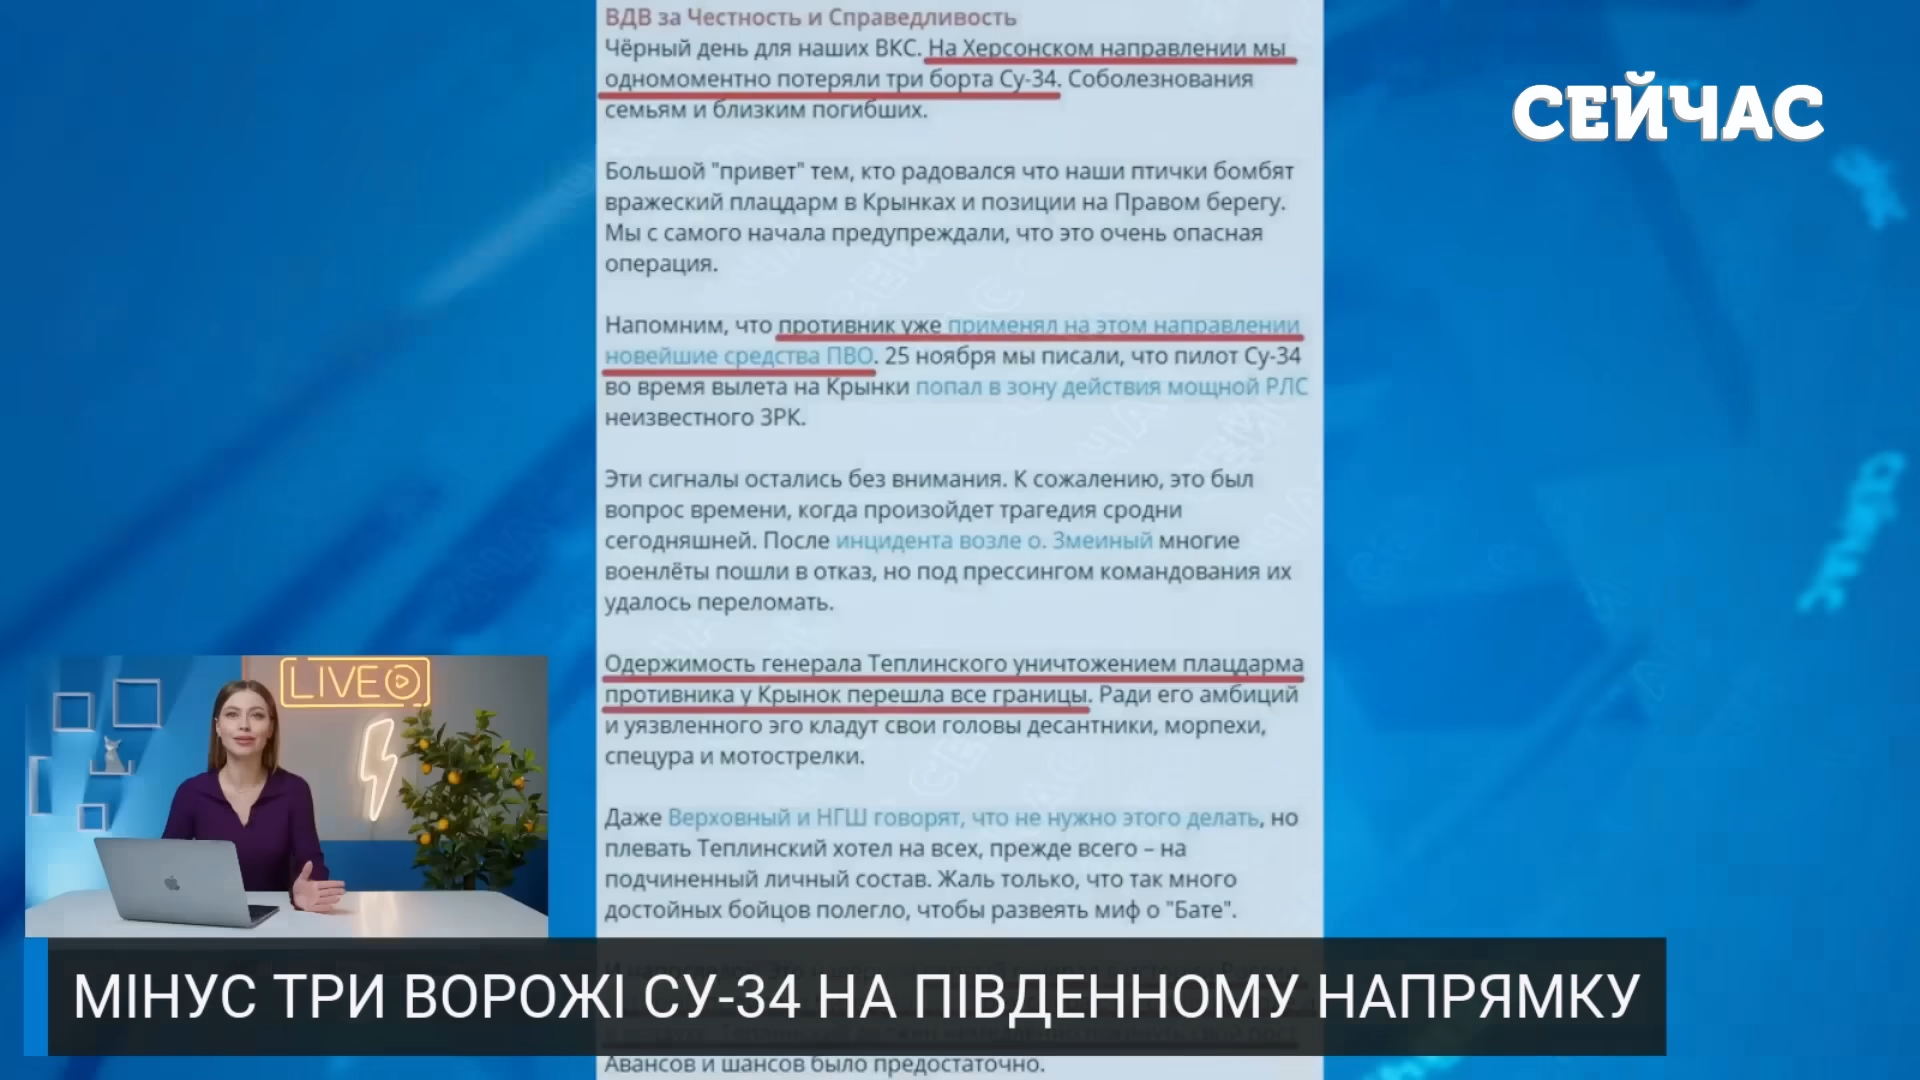 ВДВ за Честность и Справедливость
Чёрный день для наших ВКС. На Херсонском направлении мы
одномоментно потеряли три борта Су-34. Соболезнования
семьям и близким погибших.
Большой "привет" тем, кто радовался что наши птички бомбят
вражеский плацдарм в Крынках и позиции на Правом берегу.
Мы с самого начала предупреждали, что это очень опасная
операция.
Напомним, что противник уже применял на этом направлении
новейшие средства ПВО. 25 ноября мы писали, что пилот Су-34
во время вылета на Крынки попал в зону действия мощной РЛС
неизвестного ЗРК.
Эти сигналы остались без внимания. К сожалению, это был
вопрос времени, когда произойдет трагедия сродни
сегодняшней. После инцидента возле о. Змеиный многие
военлёты пошли в отказ, но под прессингом командования их
удалось переломать.
Одержимость генерала Теплинского уничтожением плацдарма
противника у Крынок перешла все границы. Ради его амбиций
и уязвленного эго кладут свои головы десантники, морпехи,
спецура и мотострелки.
Даже Верховный и НГШ говорят, что не нужно этого делать, но
плевать Теплинский хотел на всех, прежде всего – на
подчиненный личный состав. Жаль только, что так много
достойных бойцов полегло, чтобы развеять миф о "Бате".
Авансов и шансов было предостаточно.
СЕЙЧАС
LIVE
МІНУС ТРИ ВОРОЖІ СУ-34 НА ПІВДЕННОМУ НАПРЯМКУ